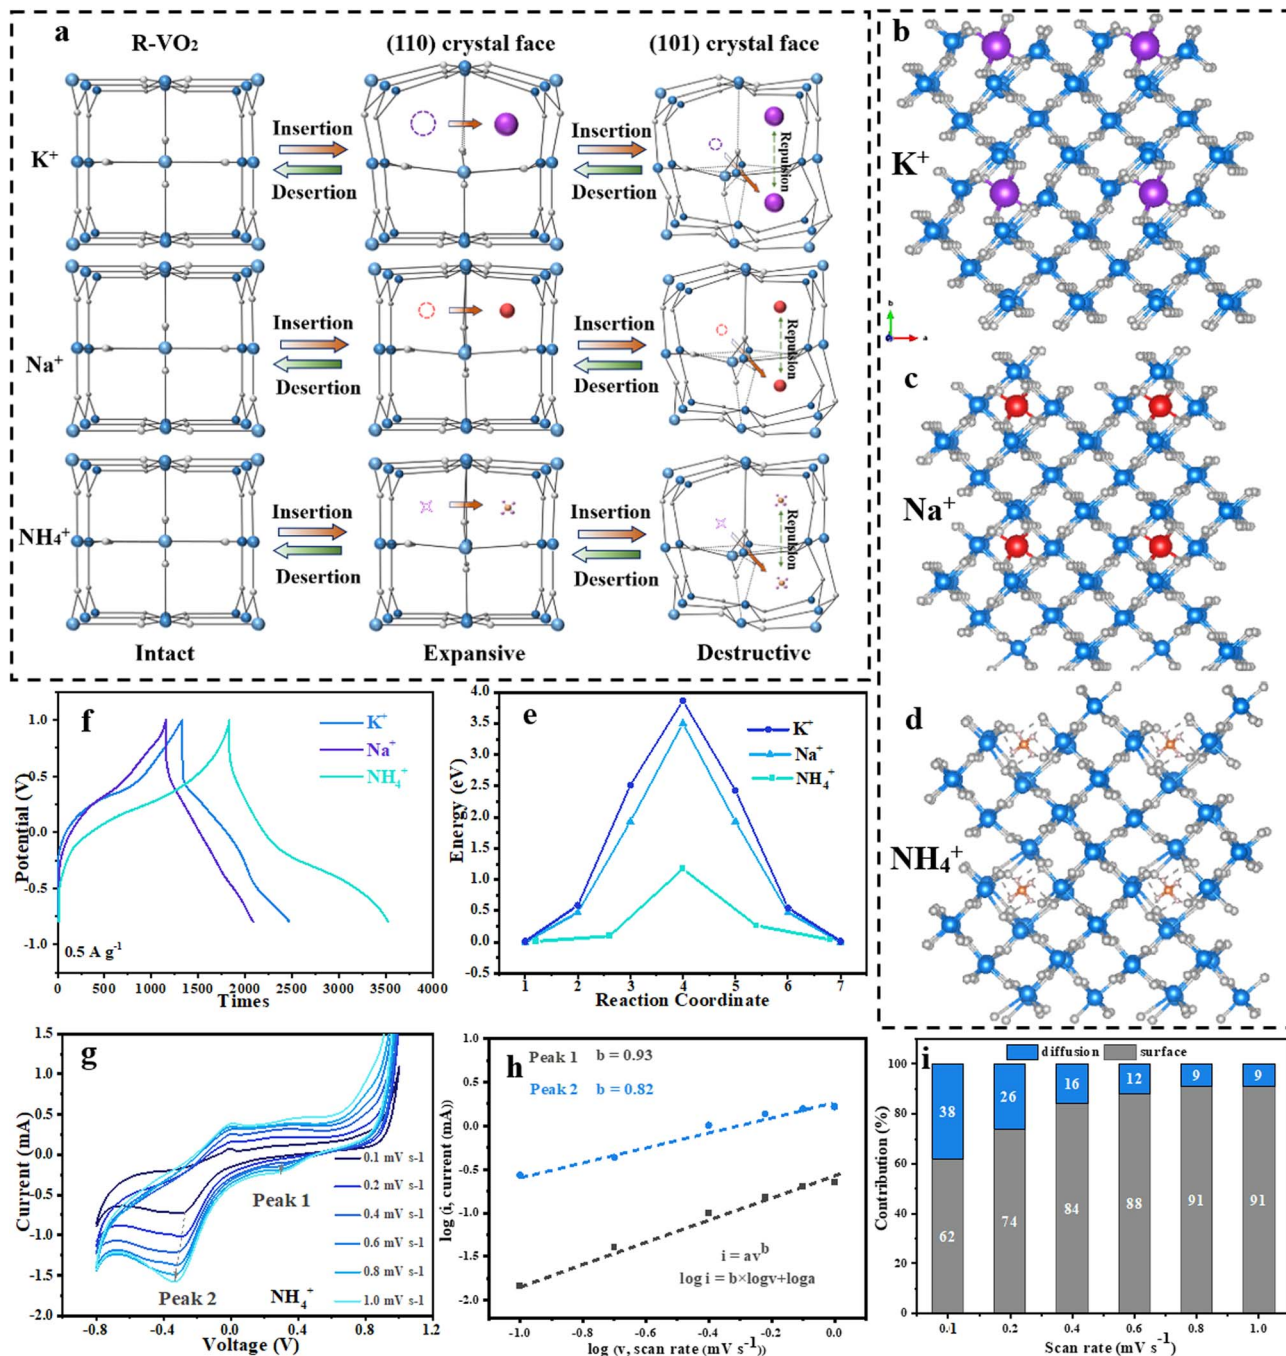 a
R-VO₂
(110) crystal face
(101) crystal face
K⁺
Insertion
Desertion
Insertion
Desertion
Repulsion
Na⁺
Insertion
Desertion
Insertion
Desertion
Repulsion
NH₄⁺
Insertion
Desertion
Insertion
Desertion
Repulsion
Intact
Expansive
Destructive
b
K⁺
b
a
c
Na⁺
d
NH₄⁺
f
K⁺
Na⁺
NH₄⁺
0.5 A g⁻¹
Potential (V)
1.0
0.5
0.0
-0.5
-1.0
0 500 1000 1500 2000 2500 3000 3500 4000
Times
e
K⁺
Na⁺
NH₄⁺
Energy (eV)
4.0
3.5
3.0
2.5
2.0
1.5
1.0
0.5
0.0
-0.5
1 2 3 4 5 6 7
Reaction Coordinate
g
Current (mA)
1.5
1.0
0.5
0.0
-0.5
-1.0
-1.5
-2.0
0.1 mV s-1
0.2 mV s-1
0.4 mV s-1
0.6 mV s-1
0.8 mV s-1
1.0 mV s-1
Peak 1
Peak 2
NH₄⁺
-0.8 -0.4 0.0 0.4 0.8 1.2
Voltage (V)
h
Peak 1 b = 0.93
Peak 2 b = 0.82
log (i, current (mA))
1.0
0.5
0.0
-0.5
-1.0
-1.5
-2.0
i = avᵇ
log i = b×logv+loga
-1.0 -0.8 -0.6 -0.4 -0.2 0.0
log (v, scan rate (mV s⁻¹))
i
diffusion surface
Contribution (%)
100
80
60
40
20
0
38 26 16 12 9 9
62 74 84 88 91 91
0.1 0.2 0.4 0.6 0.8 1.0
Scan rate (mV s⁻¹)